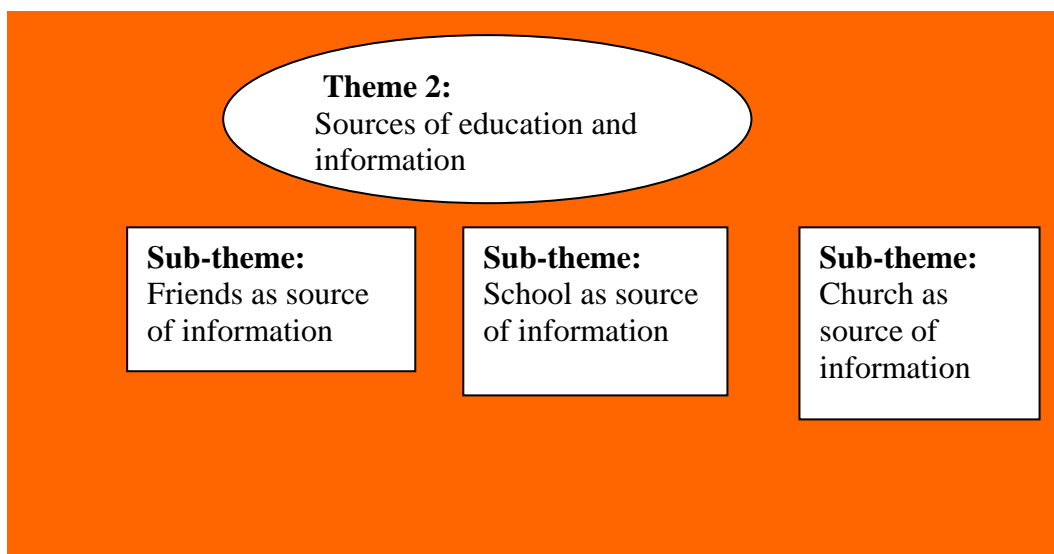 Theme 2:
Sources of education and
information
Sub-theme:
Friends as source
of information
Sub-theme:
School as source
of information
Sub-theme:
Church as
source of
information